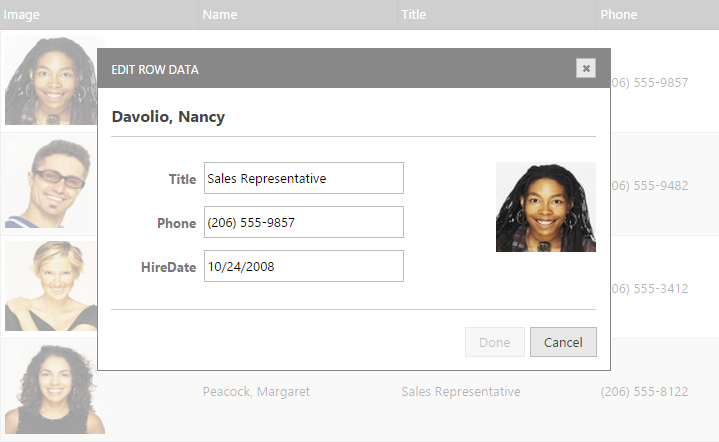 Image Name Title Phone
EDIT ROW DATA
06) 555-9857
Davolio, Nancy
Title Sales Representative
Phone (206) 555-9857
06) 555-9482
HireDate 10/24/2008
06) 555-3412
Done Cancel
Peacock, Margaret Sales Representative (206) 555-8122